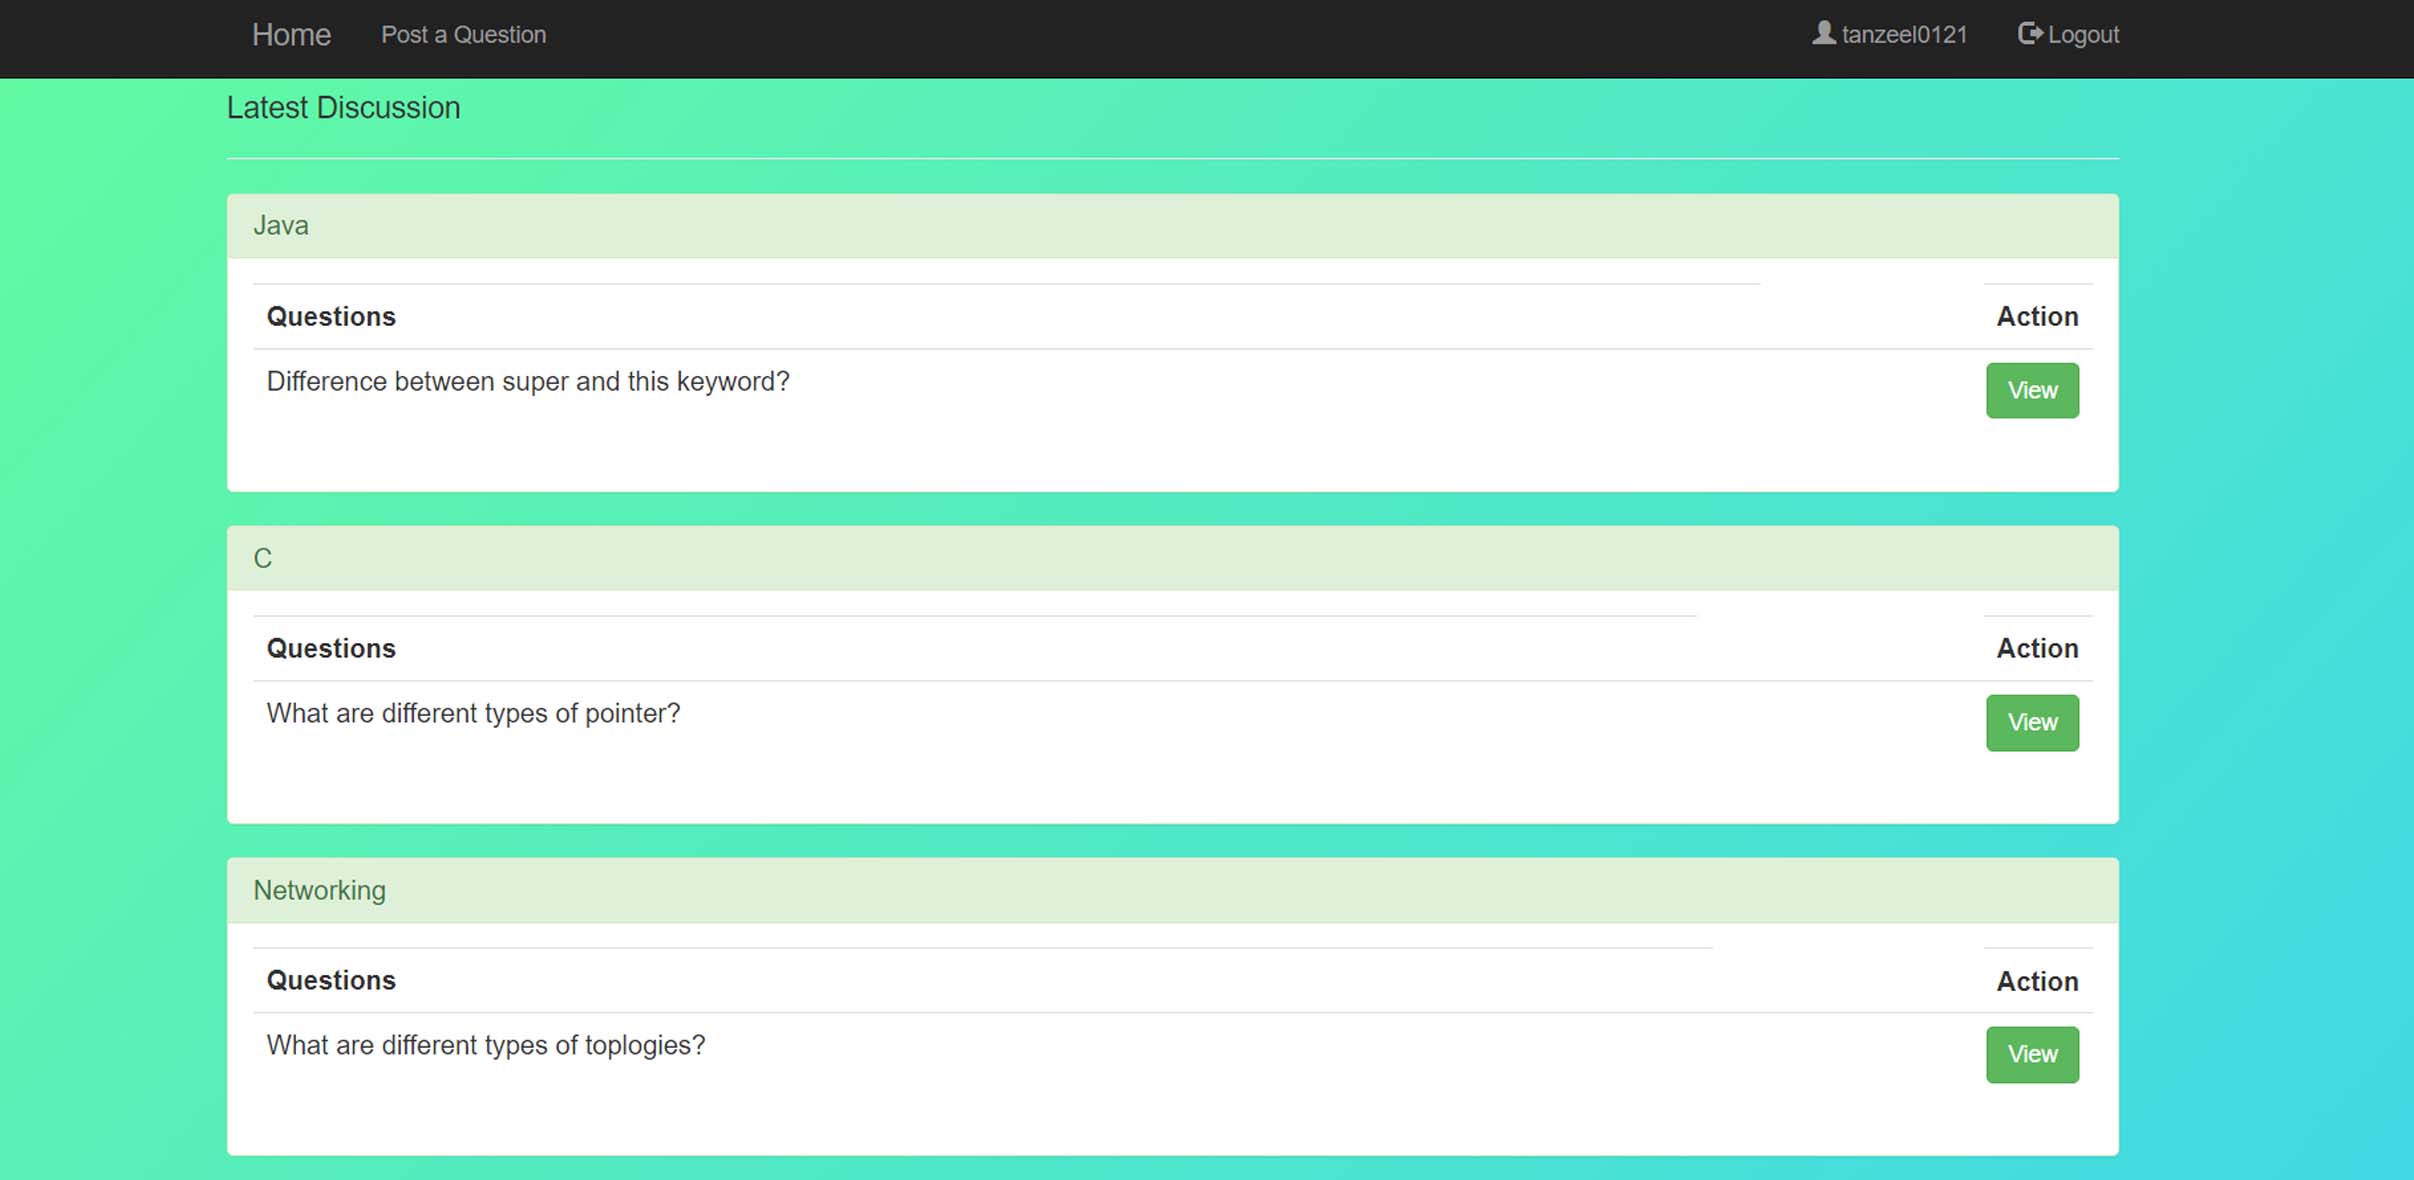 Home Post a Question tanzeel0121 Logout
Latest Discussion
Java
Questions Action
Difference between super and this keyword? View
C
Questions Action
What are different types of pointer? View
Networking
Questions Action
What are different types of toplogies? View